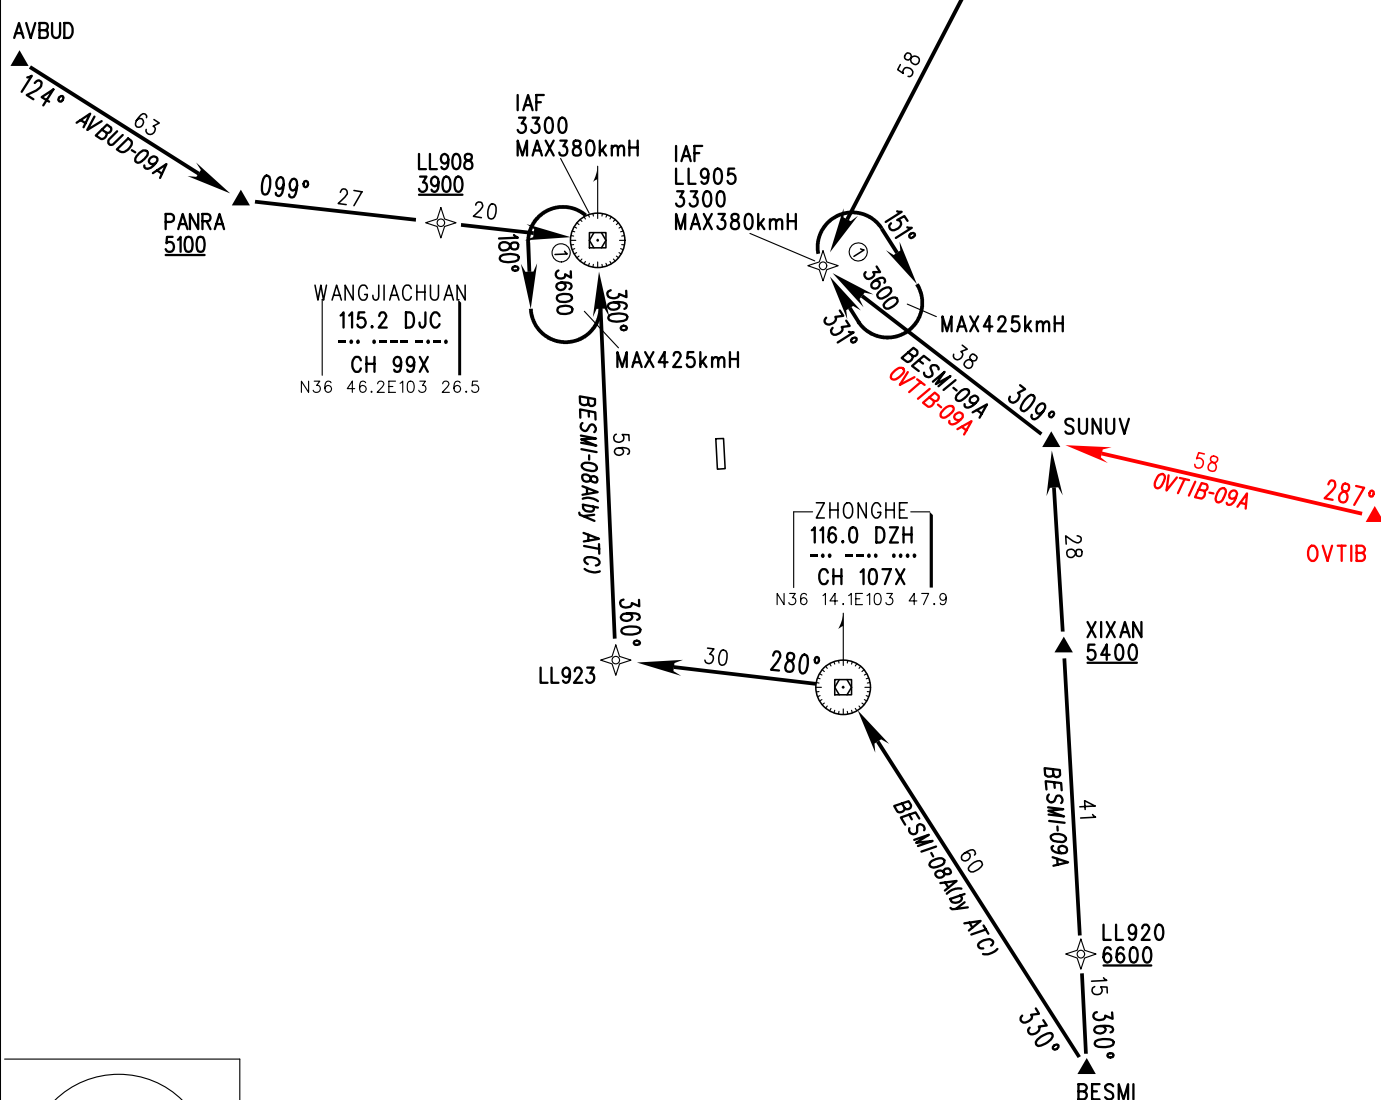 AVBUD
124°
63
AVBUD-09A
PANRA
5100
099°
27
LL908
3900
20
IAF
3300
MAX380kmH
180°
1
3600
360°
MAX425kmH
WANGJIACHUAN
115.2 DJC
-·· ·--- -·-·
CH 99X
N36 46.2E103 26.5
58
IAF
LL905
3300
MAX380kmH
151°
1
3600
331°
MAX425kmH
38
BESMI-09A
OVTIB-09A
309°
SUNUV
58
OVTIB-09A
287°
OVTIB
BESMI-08A(by ATC)
56
360°
LL923
30
280°
ZHONGHE
116.0 DZH
-·· --·· ····
CH 107X
N36 14.1E103 47.9
28
XIXAN
5400
BESMI-09A
41
BESMI-08A(by ATC)
60
LL920
6600
15
330°
360°
BESMI